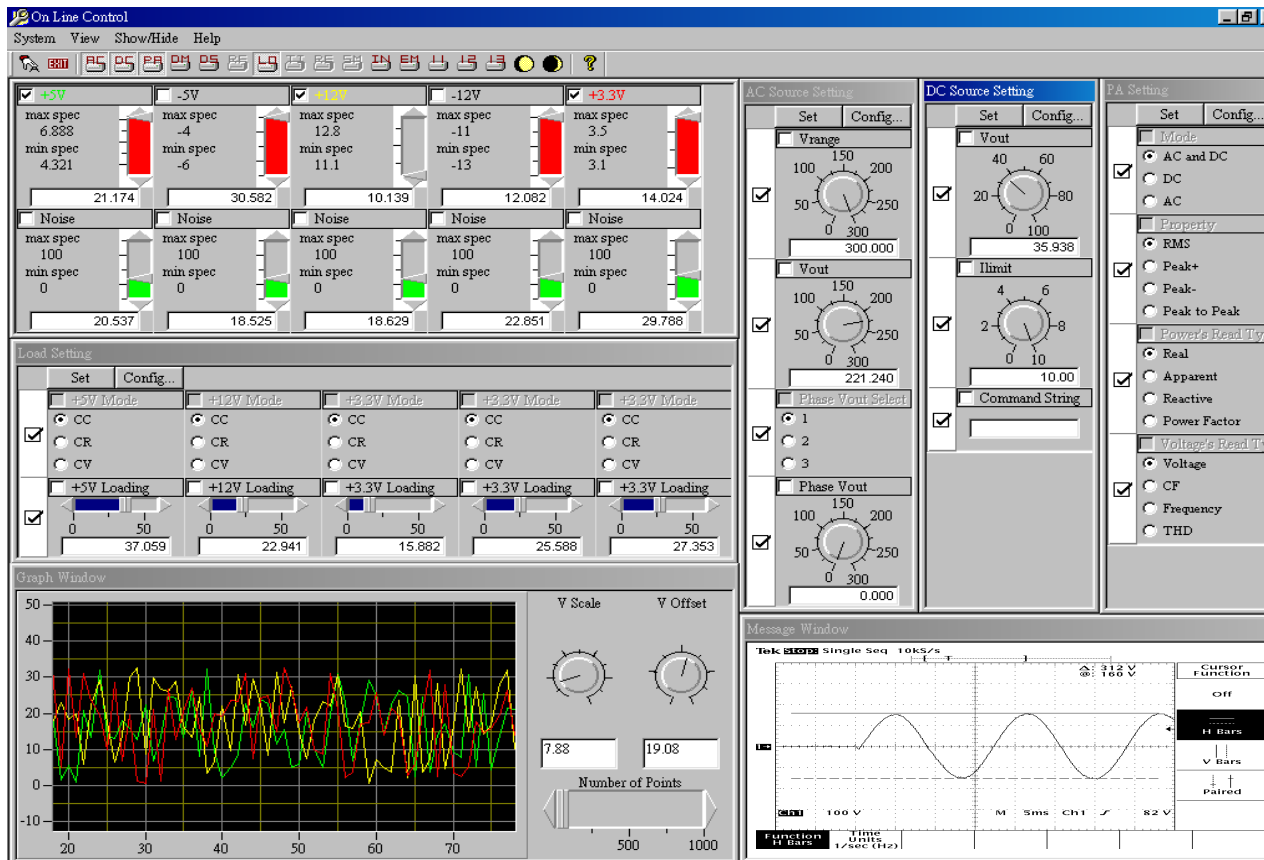 On Line Control
System View Show/Hide Help
EXIT AC DC PA DM DS LD IN EM
+5V -5V +12V -12V +3.3V
max spec max spec max spec max spec max spec
6.888 -4 12.8 -11 3.5
min spec min spec min spec min spec min spec
4.321 -6 11.1 -13 3.1
21.174 30.582 10.139 12.082 14.024
Noise Noise Noise Noise Noise
max spec max spec max spec max spec max spec
100 100 100 100 100
min spec min spec min spec min spec min spec
0 0 0 0 0
20.537 18.525 18.629 22.851 29.788
Load Setting
Set Config...
+5V Mode +12V Mode +3.3V Mode +3.3V Mode +3.3V Mode
CC CC CC CC CC
CR CR CR CR CR
CV CV CV CV CV
+5V Loading +12V Loading +3.3V Loading +3.3V Loading +3.3V Loading
0 50 0 50 0 50 0 50 0 50
37.059 22.941 15.882 25.588 27.353
Graph Window
50
40
30
20
10
0
-10
20 30 40 50 60 70
V Scale V Offset
7.88 19.08
Number of Points
500 1000
AC Source Setting
Set Config...
Vrange
150
100 200
50 250
0 300
300.000
Vout
150
100 200
50 250
0 300
221.240
Phase Vout Select
1
2
3
Phase Vout
150
100 200
50 250
0 300
0.000
DC Source Setting
Set Config...
Vout
40 60
20 80
0 100
35.938
Ilimit
4 6
2 8
0 10
10.00
Command String
PA Setting
Set Config...
Mode
AC and DC
DC
AC
Property
RMS
Peak+
Peak-
Peak to Peak
Power's Read Ty
Real
Apparent
Reactive
Power Factor
Voltage's Read Ty
Voltage
CF
Frequency
THD
Message Window
Tek Stop: Single Seq 10kS/s
T
Δ: 312 V
@: 160 V
Cursor
Function
Off
H Bars
V Bars
Paired
1
Ch1 100 V M 5ms Ch1 82 V
Function
H Bars
Time
Units
1/sec (Hz)